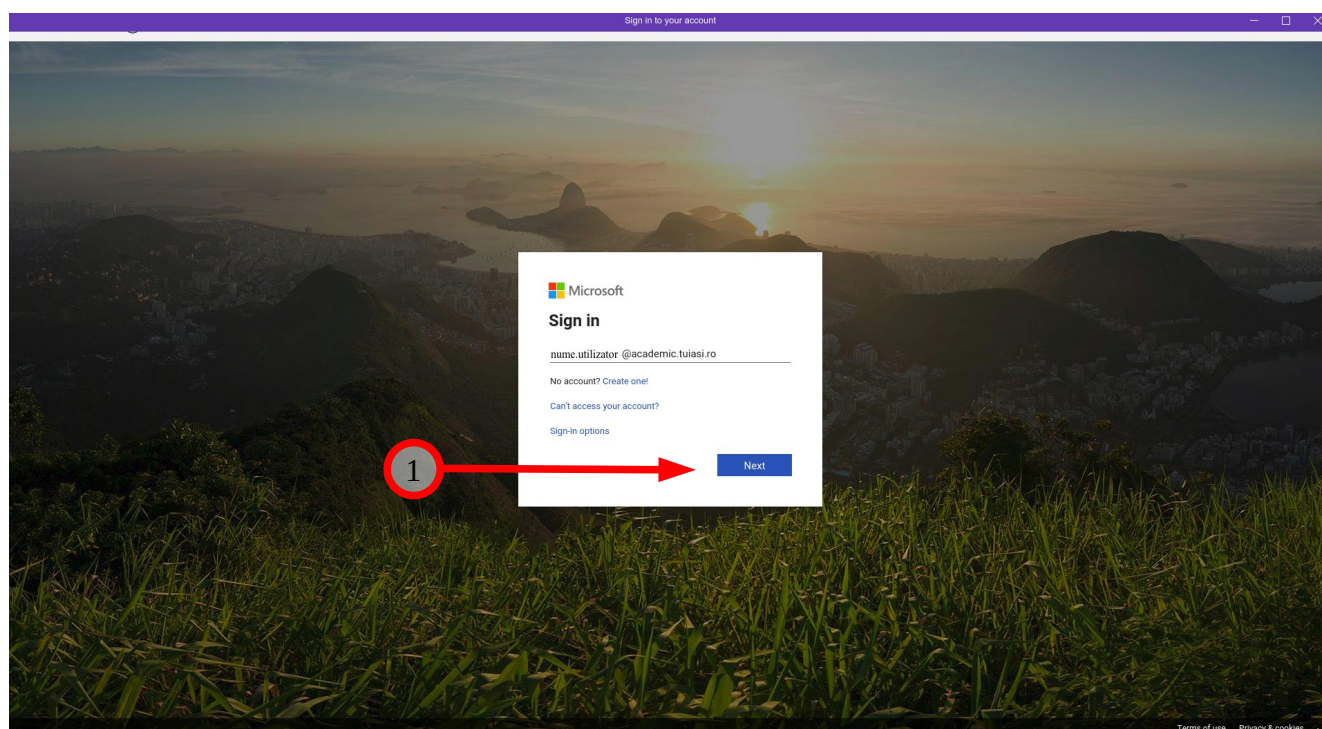 Sign in to your account
Microsoft
Sign in
nume.utilizator @academic.tuiasi.ro
No account? Create one!
Can't access your account?
Sign-in options
1
Next
Terms of use Privacy & cookies